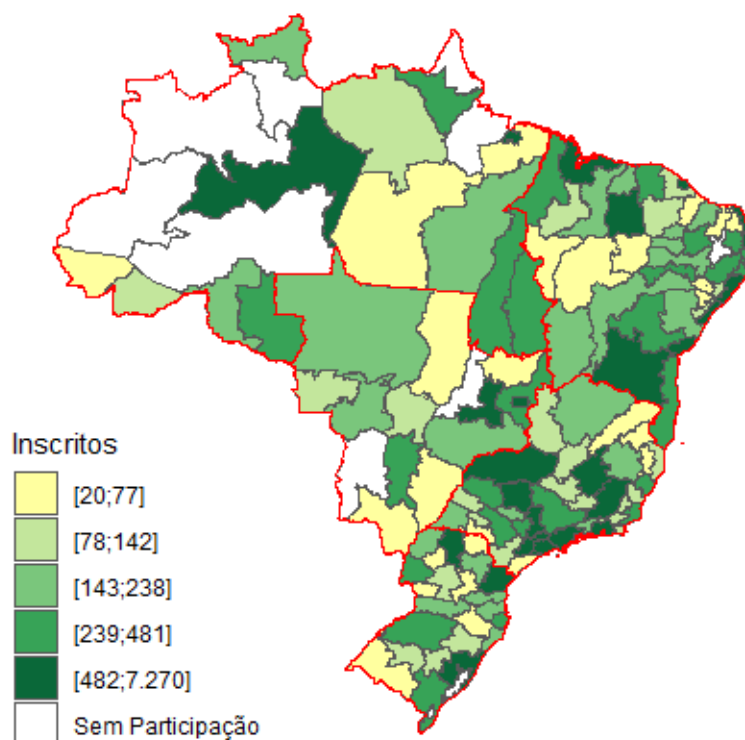 Inscritos
[20;77]
[78;142]
[143;238]
[239;481]
[482;7.270]
Sem Participação